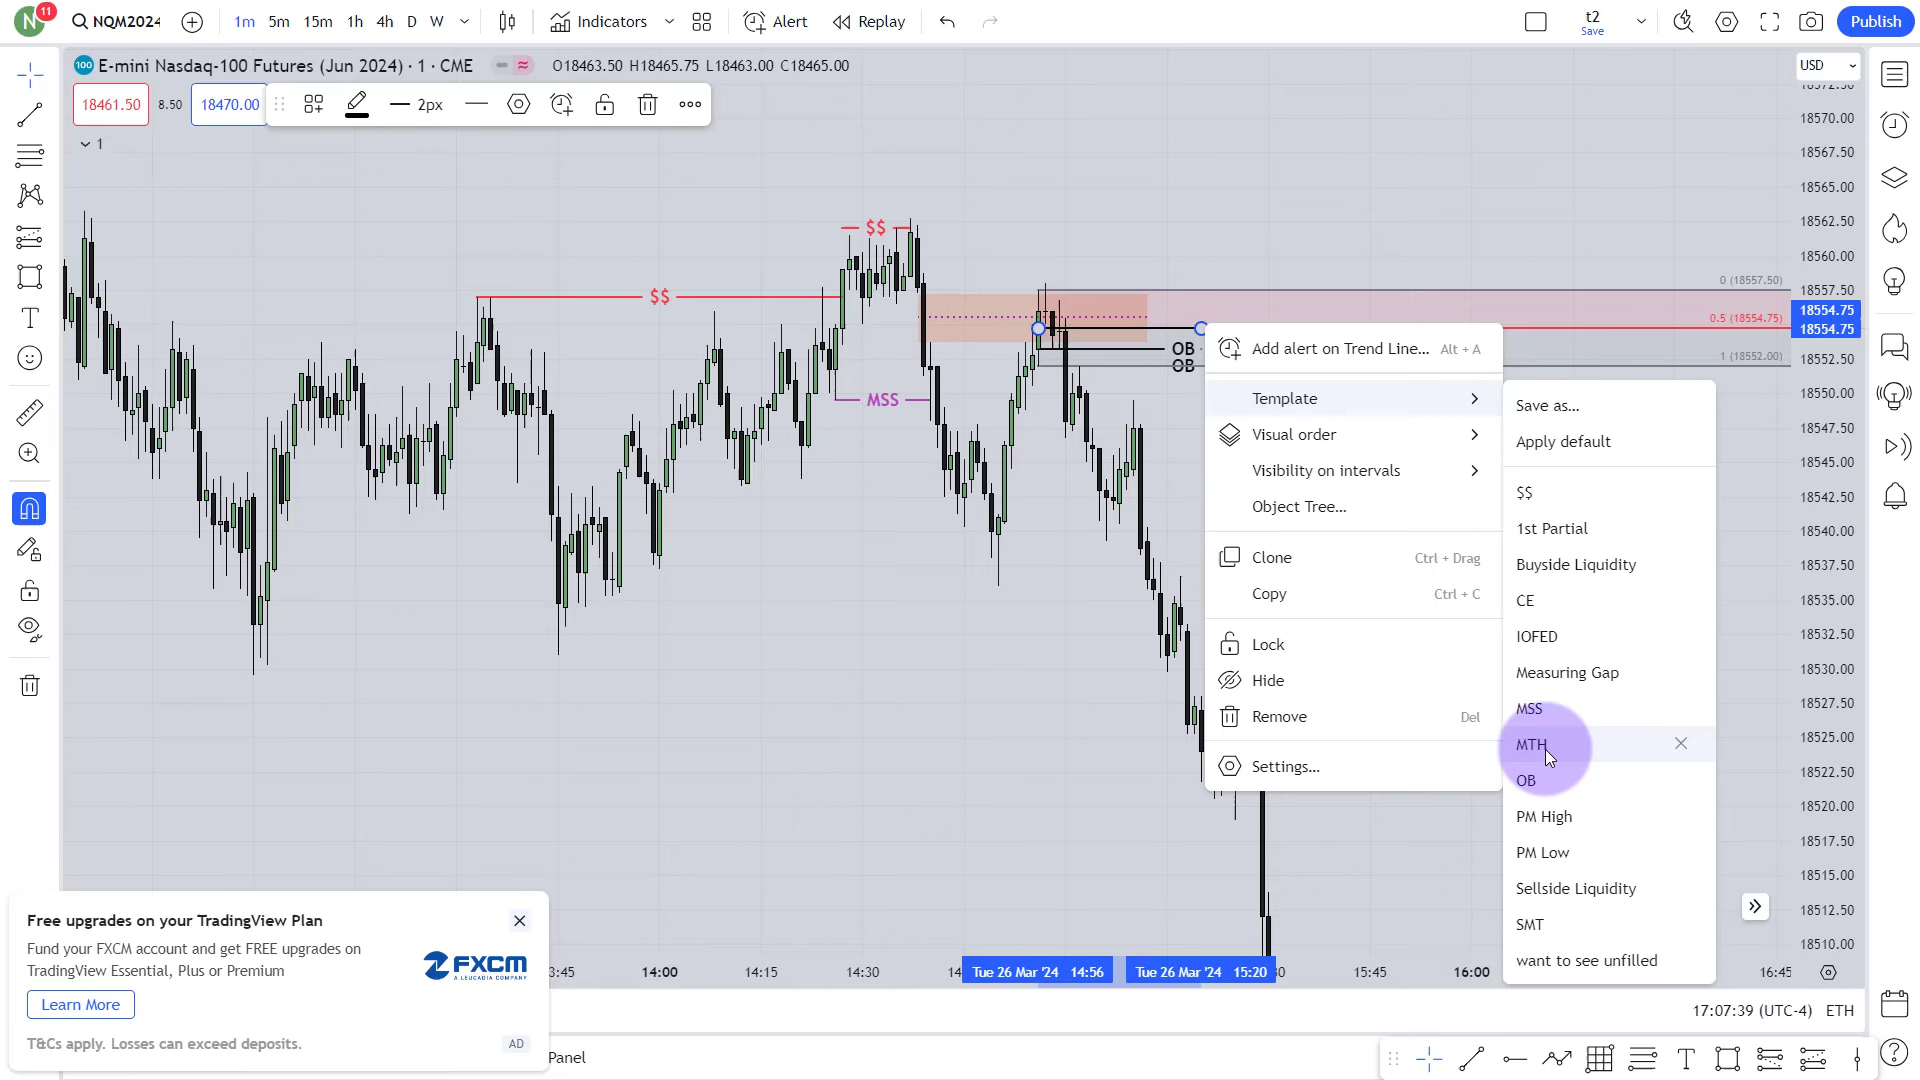 N
11
NQM2024
1m
5m
15m
1h
4h
D
W
Indicators
Alert
Replay
t2
Save
Publish
100
E-mini Nasdaq-100 Futures (Jun 2024) · 1 · CME
O18463.50 H18465.75 L18463.00 C18465.00
USD
18461.50
8.50
18470.00
2px
1
18570.00
18567.50
18565.00
18562.50
18560.00
18557.50
18554.75
18554.75
18552.50
18550.00
18547.50
18545.00
18542.50
18540.00
18537.50
18535.00
18532.50
18530.00
18527.50
18525.00
18522.50
18520.00
18517.50
18515.00
18512.50
18510.00
$$
$$
MSS
OB
OB
0 (18557.50)
0.5 (18554.75)
1 (18552.00)
Add alert on Trend Line...
Alt + A
Template
Visual order
Visibility on intervals
Object Tree...
Clone
Ctrl + Drag
Copy
Ctrl + C
Lock
Hide
Remove
Del
Settings...
Save as...
Apply default
$$
1st Partial
Buyside Liquidity
CE
IOFED
Measuring Gap
MSS
MTH
OB
PM High
PM Low
Sellside Liquidity
SMT
want to see unfilled
Free upgrades on your TradingView Plan
Fund your FXCM account and get FREE upgrades on
TradingView Essential, Plus or Premium
FXCM
A LEUCADIA COMPANY
Learn More
T&Cs apply. Losses can exceed deposits.
AD
3:45
14:00
14:15
14:30
Tue 26 Mar '24 14:56
Tue 26 Mar '24 15:20
15:45
16:00
16:45
17:07:39 (UTC-4)
ETH
Panel